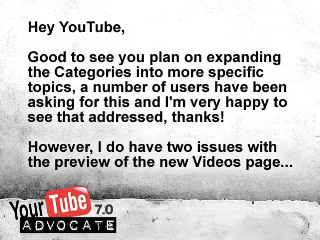 Hey YouTube,
Good to see you plan on expanding
the Categories into more specific
topics, a number of users have been
asking for this and I'm very happy to
see that addressed, thanks!
However, I do have two issues with
the preview of the new Videos page...
YourTube 7.0
ADVOCATE